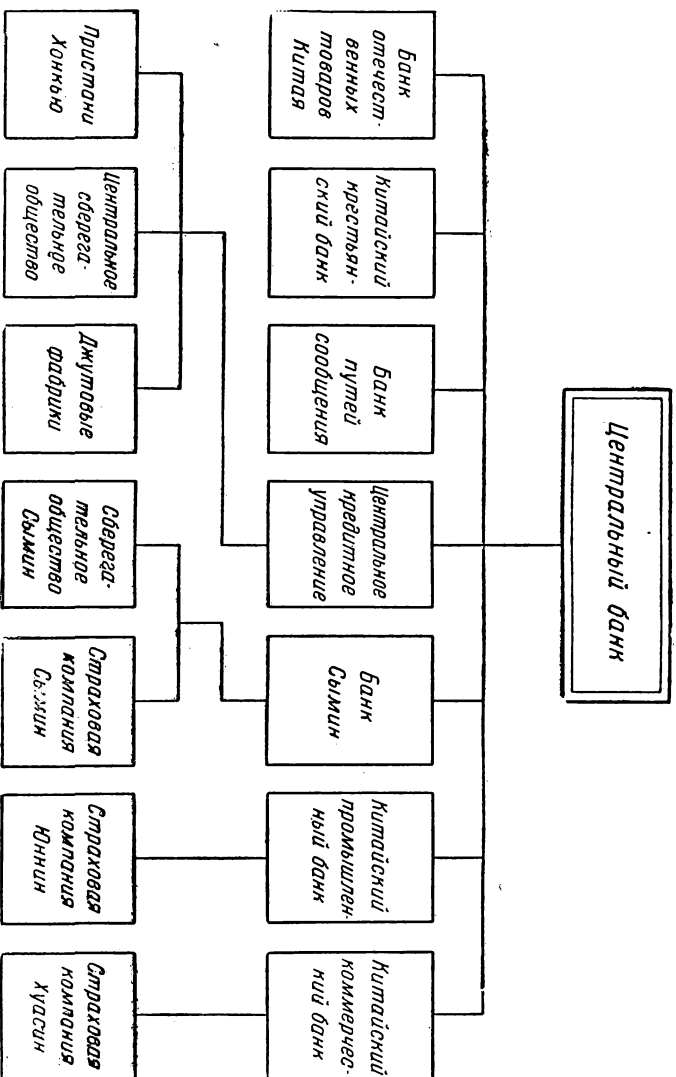 Центральный банк
Банк
отечест-
венных
товаров
Китая
Китайский
крестьян-
ский банк
Банк
путей
сообщения
Центральное
кредитное
управление
Банк
Сымин
Китайский
промышлен-
ный банк
Китайский
коммерчес-
кий банк
Пристани
Хонкью
Центральное
сберега-
тельное
общество
Джутовые
фабрики
Сберега-
тельное
общество
Сымин
Страховая
компания
Сымин
Страховая
компания
Юннин
Страховая
компания
Хуасин